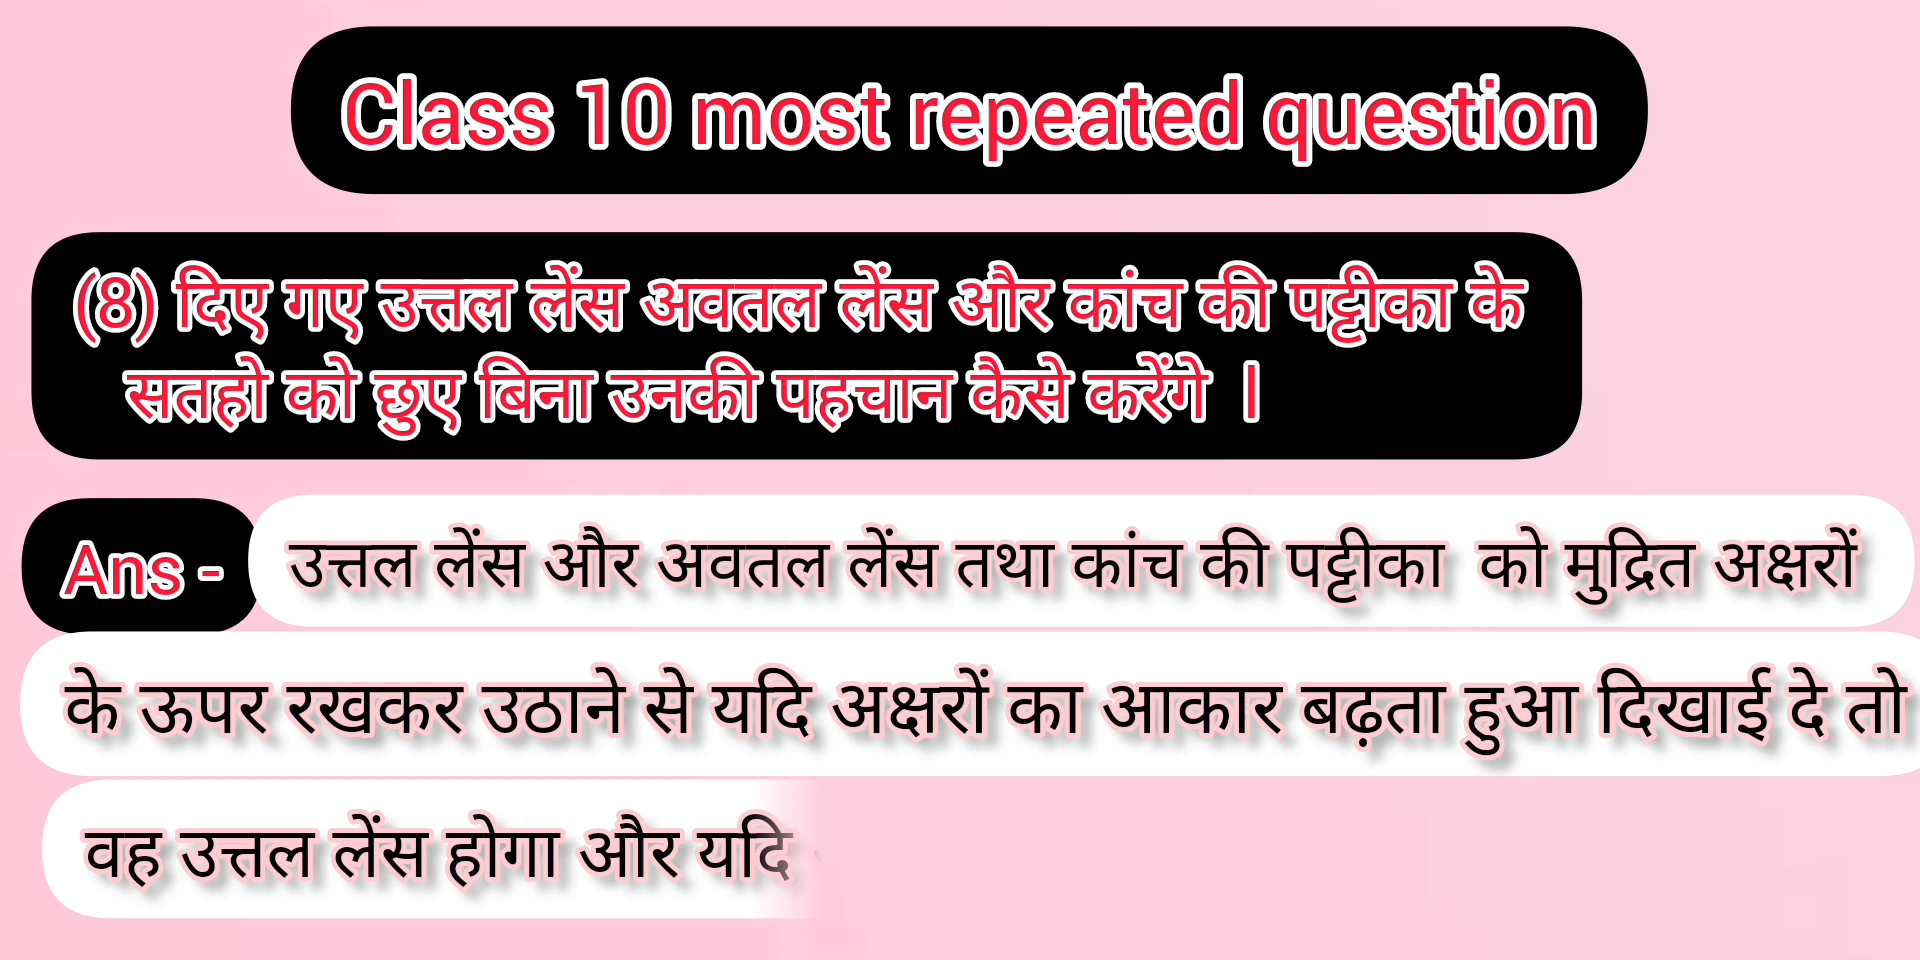 Class 10 most repeated question
(8) दिए गए उत्तल लेंस अवतल लेंस और कांच की पट्टीका के
सतहो को छुए बिना उनकी पहचान कैसे करेंगे ।
Ans - उत्तल लेंस और अवतल लेंस तथा कांच की पट्टीका को मुद्रित अक्षरों
के ऊपर रखकर उठाने से यदि अक्षरों का आकार बढ़ता हुआ दिखाई दे तो
वह उत्तल लेंस होगा और यदि